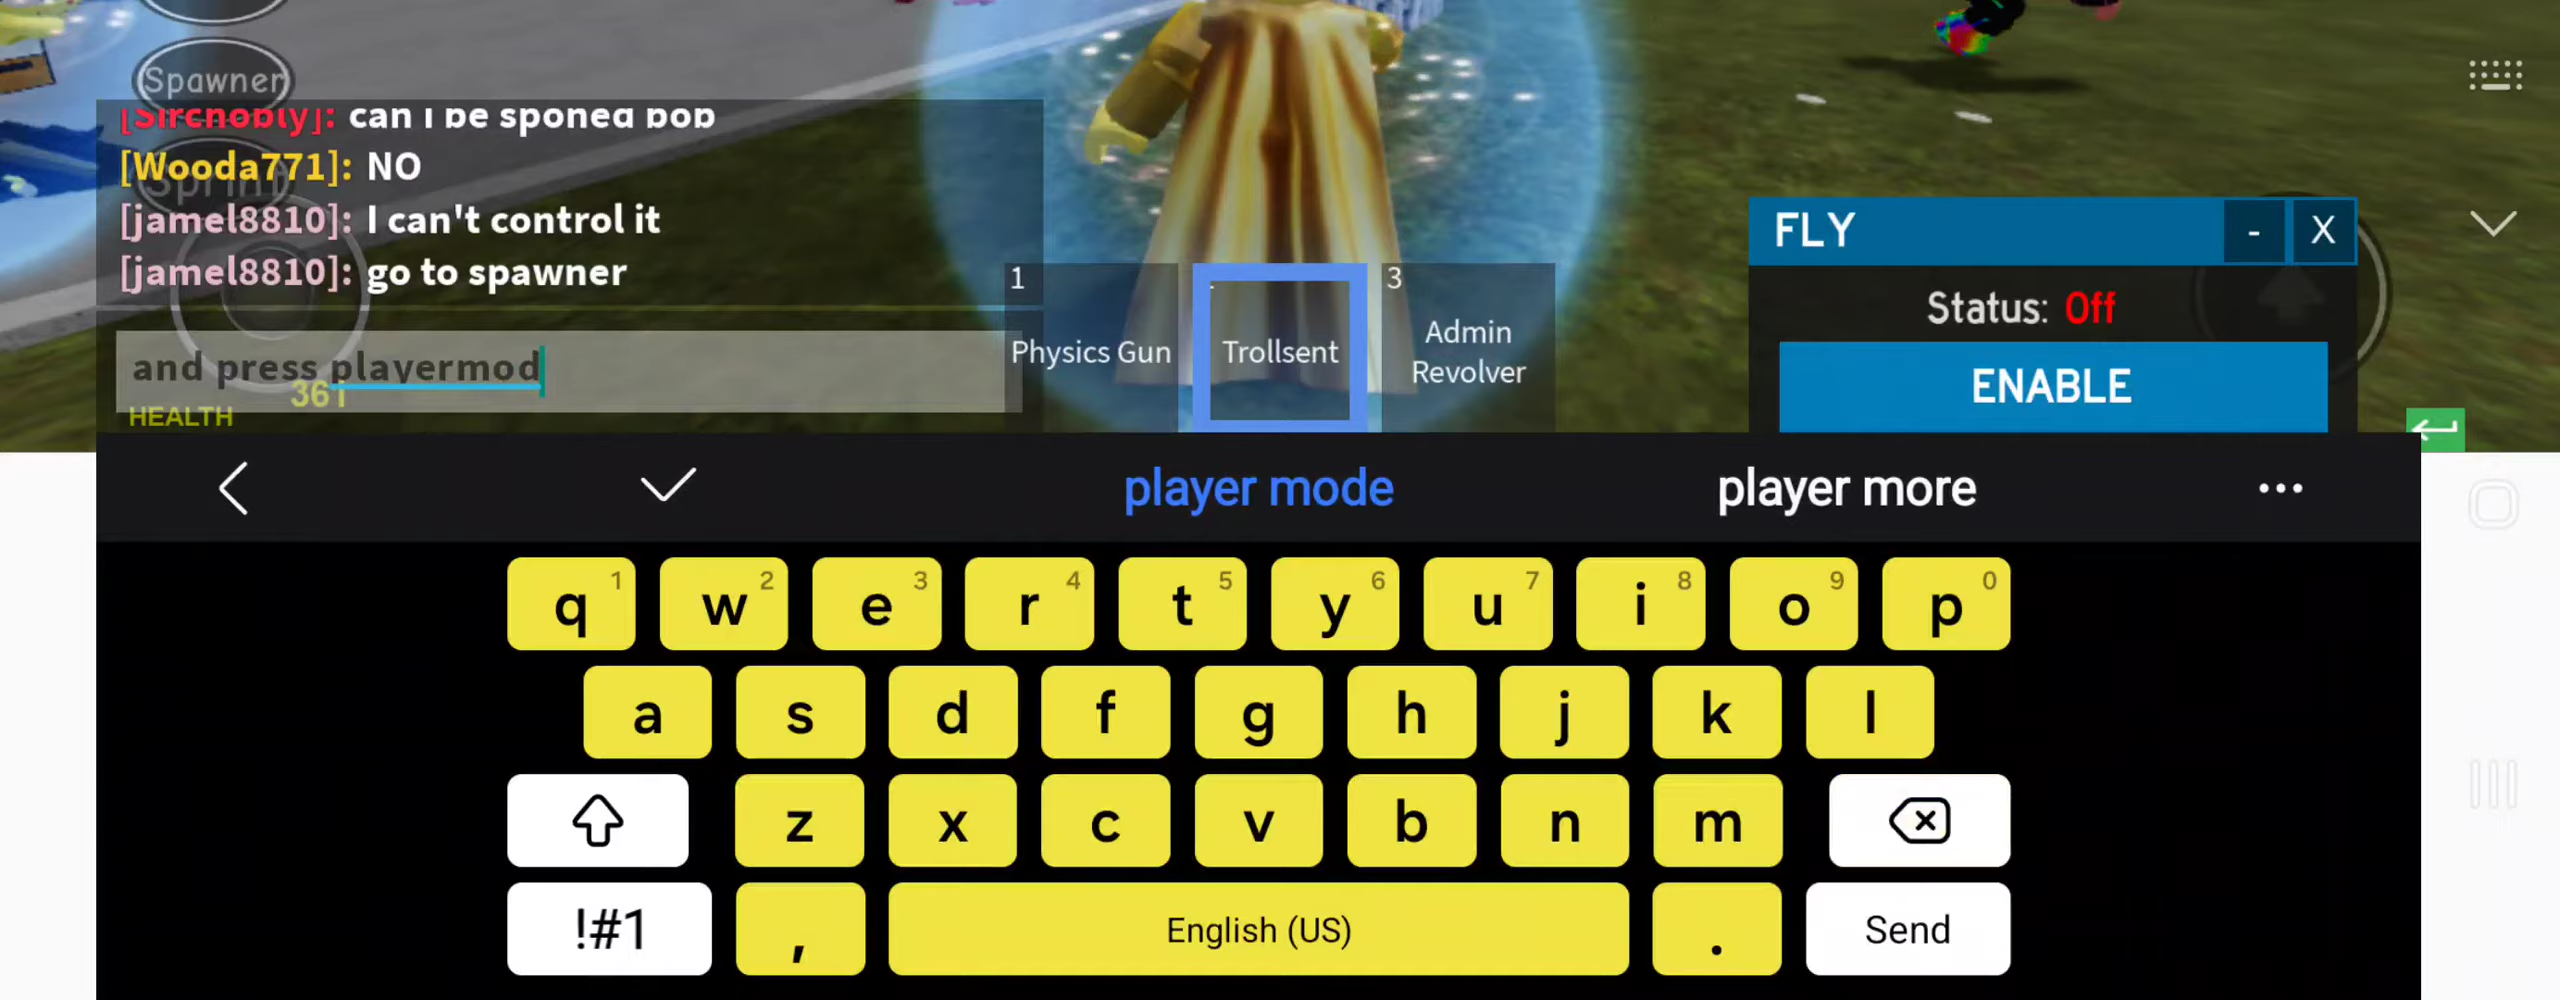 Spawner
[Sircnobly]: can i be sponed bob
[Wooda771]: NO
Sprint
[jamel8810]: I can't control it
[jamel8810]: go to spawner
and press playermod
361
HEALTH
1
Physics Gun
Trollsent
3
Admin
Revolver
FLY
- X
Status: Off
ENABLE
player mode player more ...
q 1 w 2 e 3 r 4 t 5 y 6 u 7 i 8 o 9 p 0
a s d f g h j k l
z x c v b n m
!#1 , English (US) . Send